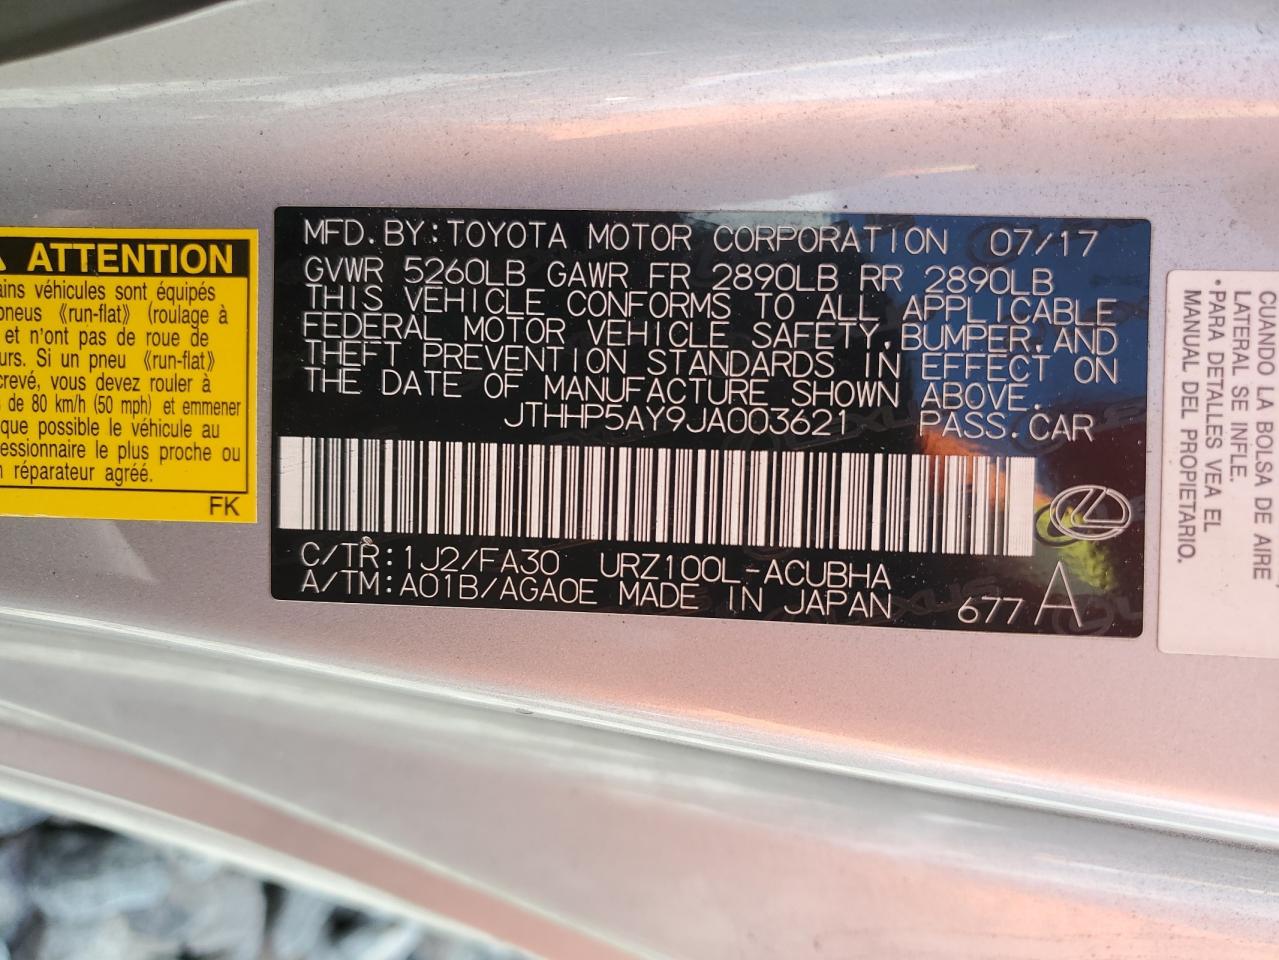 ATTENTION
ains véhicules sont équipés
pneus 《run-flat》 (roulage à
et n'ont pas de roue de
urs. Si un pneu 《run-flat》
crevé, vous devez rouler à
s de 80 km/h (50 mph) et emmener
que possible le véhicule au
essionnaire le plus proche ou
n réparateur agréé.
FK
MFD.BY:TOYOTA MOTOR CORPORATION 07/17
GVWR 5260LB GAWR FR 2890LB RR 2890LB
THIS VEHICLE CONFORMS TO ALL APPLICABLE
FEDERAL MOTOR VEHICLE SAFETY,BUMPER,AND
THEFT PREVENTION STANDARDS IN EFFECT ON
THE DATE OF MANUFACTURE SHOWN ABOVE.
JTHHP5AY9JA003621 PASS.CAR
C/TR:1J2/FA30 URZ100L-ACUBHA
A/TM:A01B/AGA0E MADE IN JAPAN 677 A
CUANDO LA BOLSA DE AIRE
LATERAL SE INFLE.
• PARA DETALLES VEA EL
MANUAL DEL PROPIETARIO.